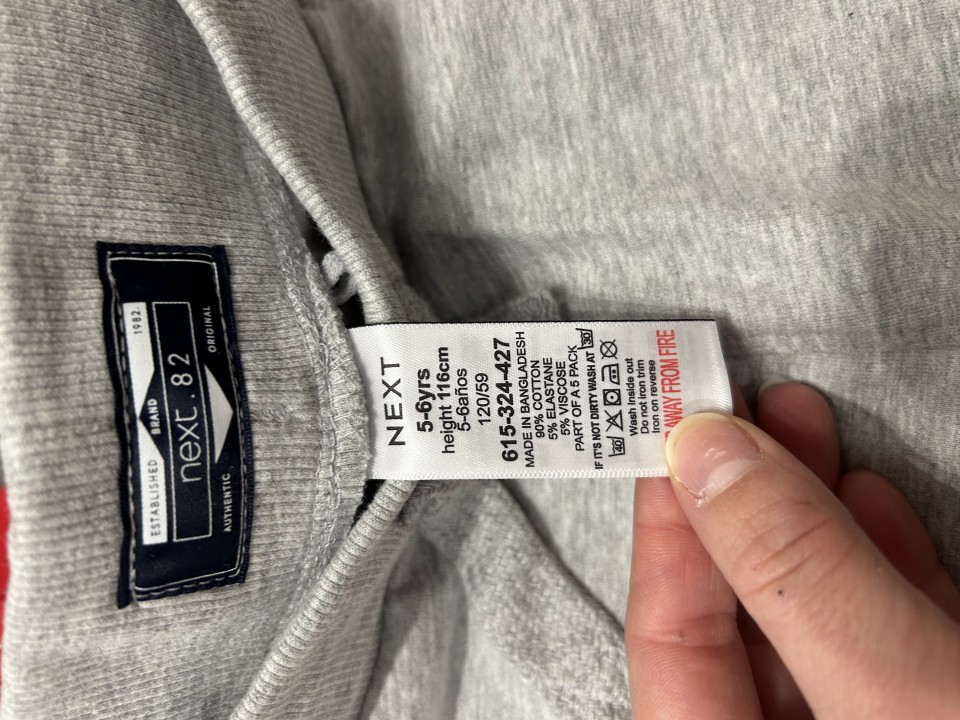 ESTABLISHED BRAND 1982.
next.82
AUTHENTIC. ORIGINAL
NEXT
5-6yrs
height 116cm
5-6años
120/59
615-324-427
MADE IN BANGLADESH
90% COTTON
5% ELASTANE
5% VISCOSE
PART OF A 5 PACK
IF IT'S NOT DIRTY WASH AT 30
40
Wash Inside out
Do not iron trim
Iron on reverse
AWAY FROM FIRE